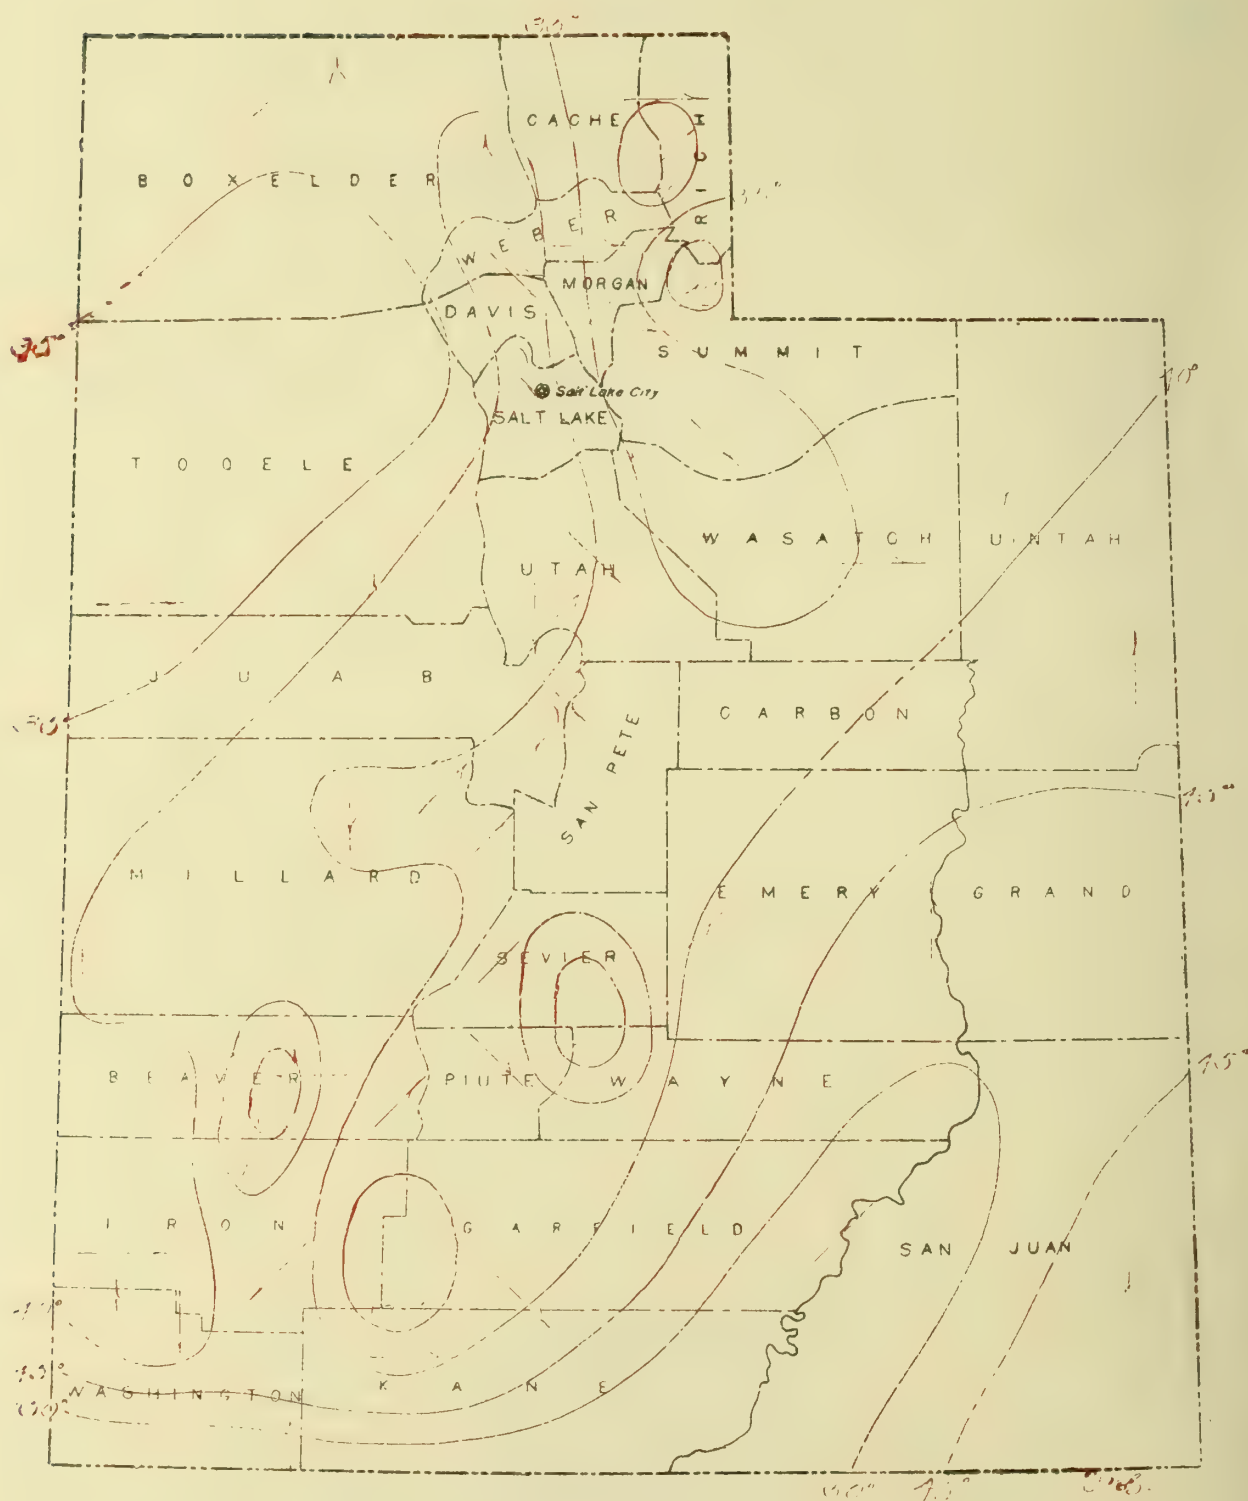 CACHE
RICH
BOXELDER
WEBER
MORGAN
DAVIS
SUMMIT
Salt Lake City
SALT LAKE
TOOELE
WASATCH
UINTAH
UTAH
JUAB
CARBON
SAN PETE
MILLARD
EMERY
GRAND
SEVIER
BEAVER
PIUTE
WAYNE
IRON
GARFIELD
SAN JUAN
WASHINGTON
KANE